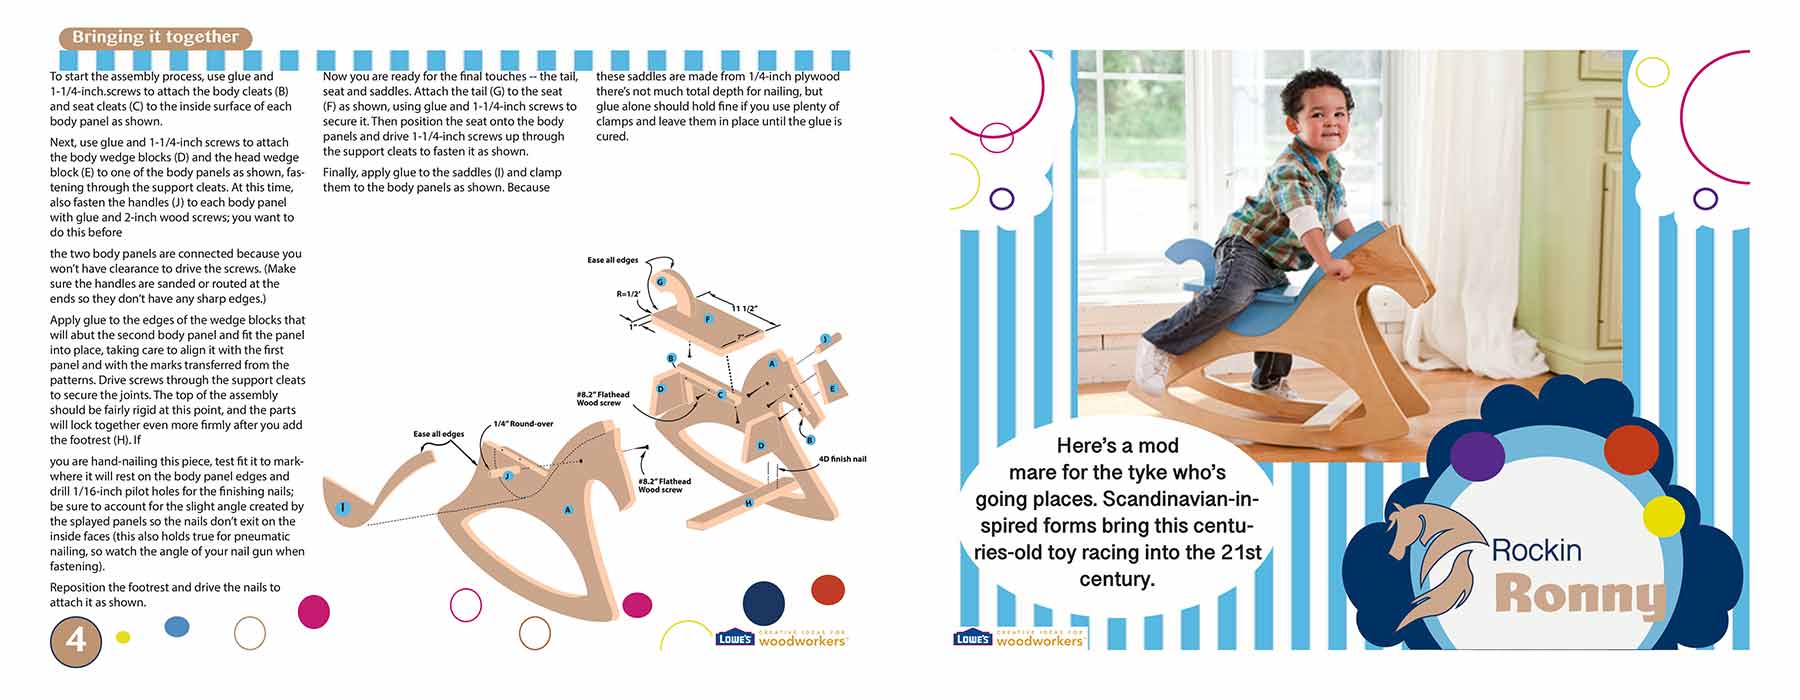 Bringing it together
To start the assembly process, use glue and
1-1/4-inch.screws to attach the body cleats (B)
and seat cleats (C) to the inside surface of each
body panel as shown.
Next, use glue and 1-1/4-inch screws to attach
the body wedge blocks (D) and the head wedge
block (E) to one of the body panels as shown, fas-
tening through the support cleats. At this time,
also fasten the handles (J) to each body panel
with glue and 2-inch wood screws; you want to
do this before
the two body panels are connected because you
won't have clearance to drive the screws. (Make
sure the handles are sanded or routed at the
ends so they don't have any sharp edges.)
Apply glue to the edges of the wedge blocks that
will abut the second body panel and fit the panel
into place, taking care to align it with the first
panel and with the marks transferred from the
patterns. Drive screws through the support cleats
to secure the joints. The top of the assembly
should be fairly rigid at this point, and the parts
will lock together even more firmly after you add
the footrest (H). If
you are hand-nailing this piece, test fit it to mark-
where it will rest on the body panel edges and
drill 1/16-inch pilot holes for the finishing nails;
be sure to account for the slight angle created by
the splayed panels so the nails don't exit on the
inside faces (this also holds true for pneumatic
nailing, so watch the angle of your nail gun when
fastening).
Reposition the footrest and drive the nails to
attach it as shown.
4
Now you are ready for the final touches -- the tail,
seat and saddles. Attach the tail (G) to the seat
(F) as shown, using glue and 1-1/4-inch screws to
secure it. Then position the seat onto the body
panels and drive 1-1/4-inch screws up through
the support cleats to fasten it as shown.
Finally, apply glue to the saddles (I) and clamp
them to the body panels as shown. Because
these saddles are made from 1/4-inch plywood
there's not much total depth for nailing, but
glue alone should hold fine if you use plenty of
clamps and leave them in place until the glue is
cured.
Ease all edges
G
R=1/2'
11 1/2"
F
1"
7"
J
B
A
D
C
E
#8.2" Flathead
Wood screw
D
B
4D finish nail
H
Ease all edges
1/4" Round-over
J
#8.2" Flathead
Wood screw
I
A
LOWE'S
CREATIVE IDEAS FOR
woodworkers™
Here's a mod
mare for the tyke who's
going places. Scandinavian-in-
spired forms bring this centu-
ries-old toy racing into the 21st
century.
Rockin
Ronny
LOWE'S
CREATIVE IDEAS FOR
woodworkers™